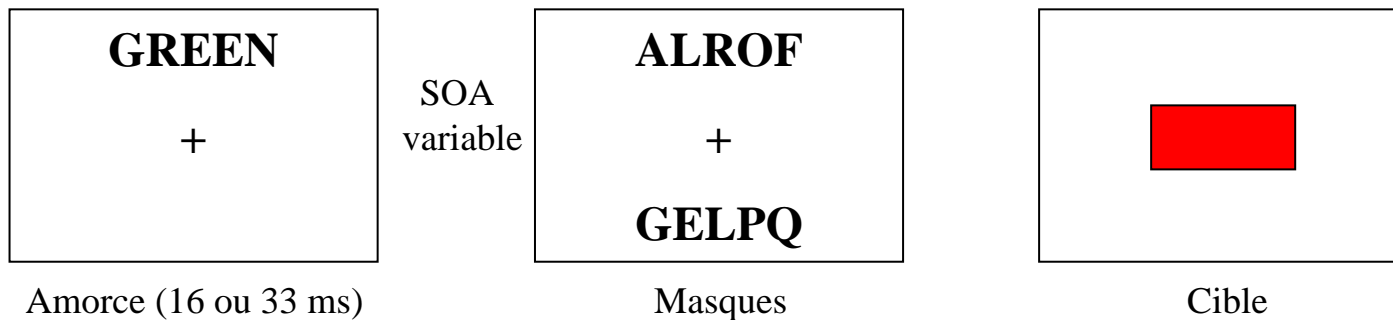 GREEN
+
SOA
variable
ALROF
+
GELPQ
Amorce (16 ou 33 ms)
Masques
Cible